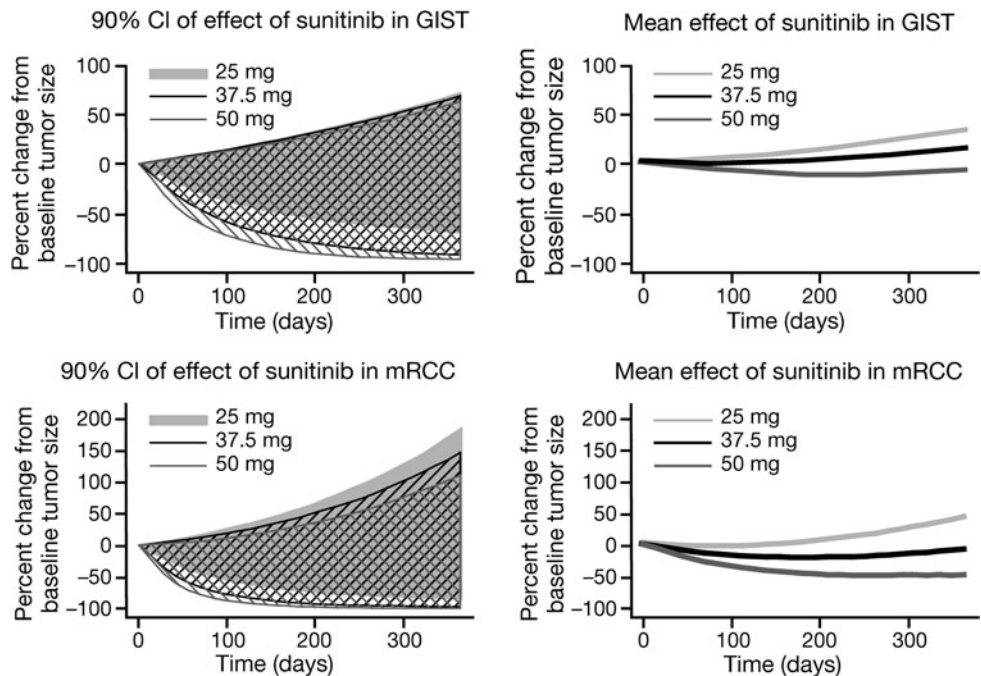 90% CI of effect of sunitinib in GIST
Percent change from
baseline tumor size
100
50
0
−50
−100
25 mg
37.5 mg
50 mg
0
100
200
300
Time (days)
Mean effect of sunitinib in GIST
Percent change from
baseline tumor size
100
50
0
−50
−100
25 mg
37.5 mg
50 mg
0
100
200
300
Time (days)
90% CI of effect of sunitinib in mRCC
Percent change from
baseline tumor size
200
150
100
50
0
−50
−100
25 mg
37.5 mg
50 mg
0
100
200
300
Time (days)
Mean effect of sunitinib in mRCC
Percent change from
baseline tumor size
200
150
100
50
0
−50
−100
25 mg
37.5 mg
50 mg
0
100
200
300
Time (days)